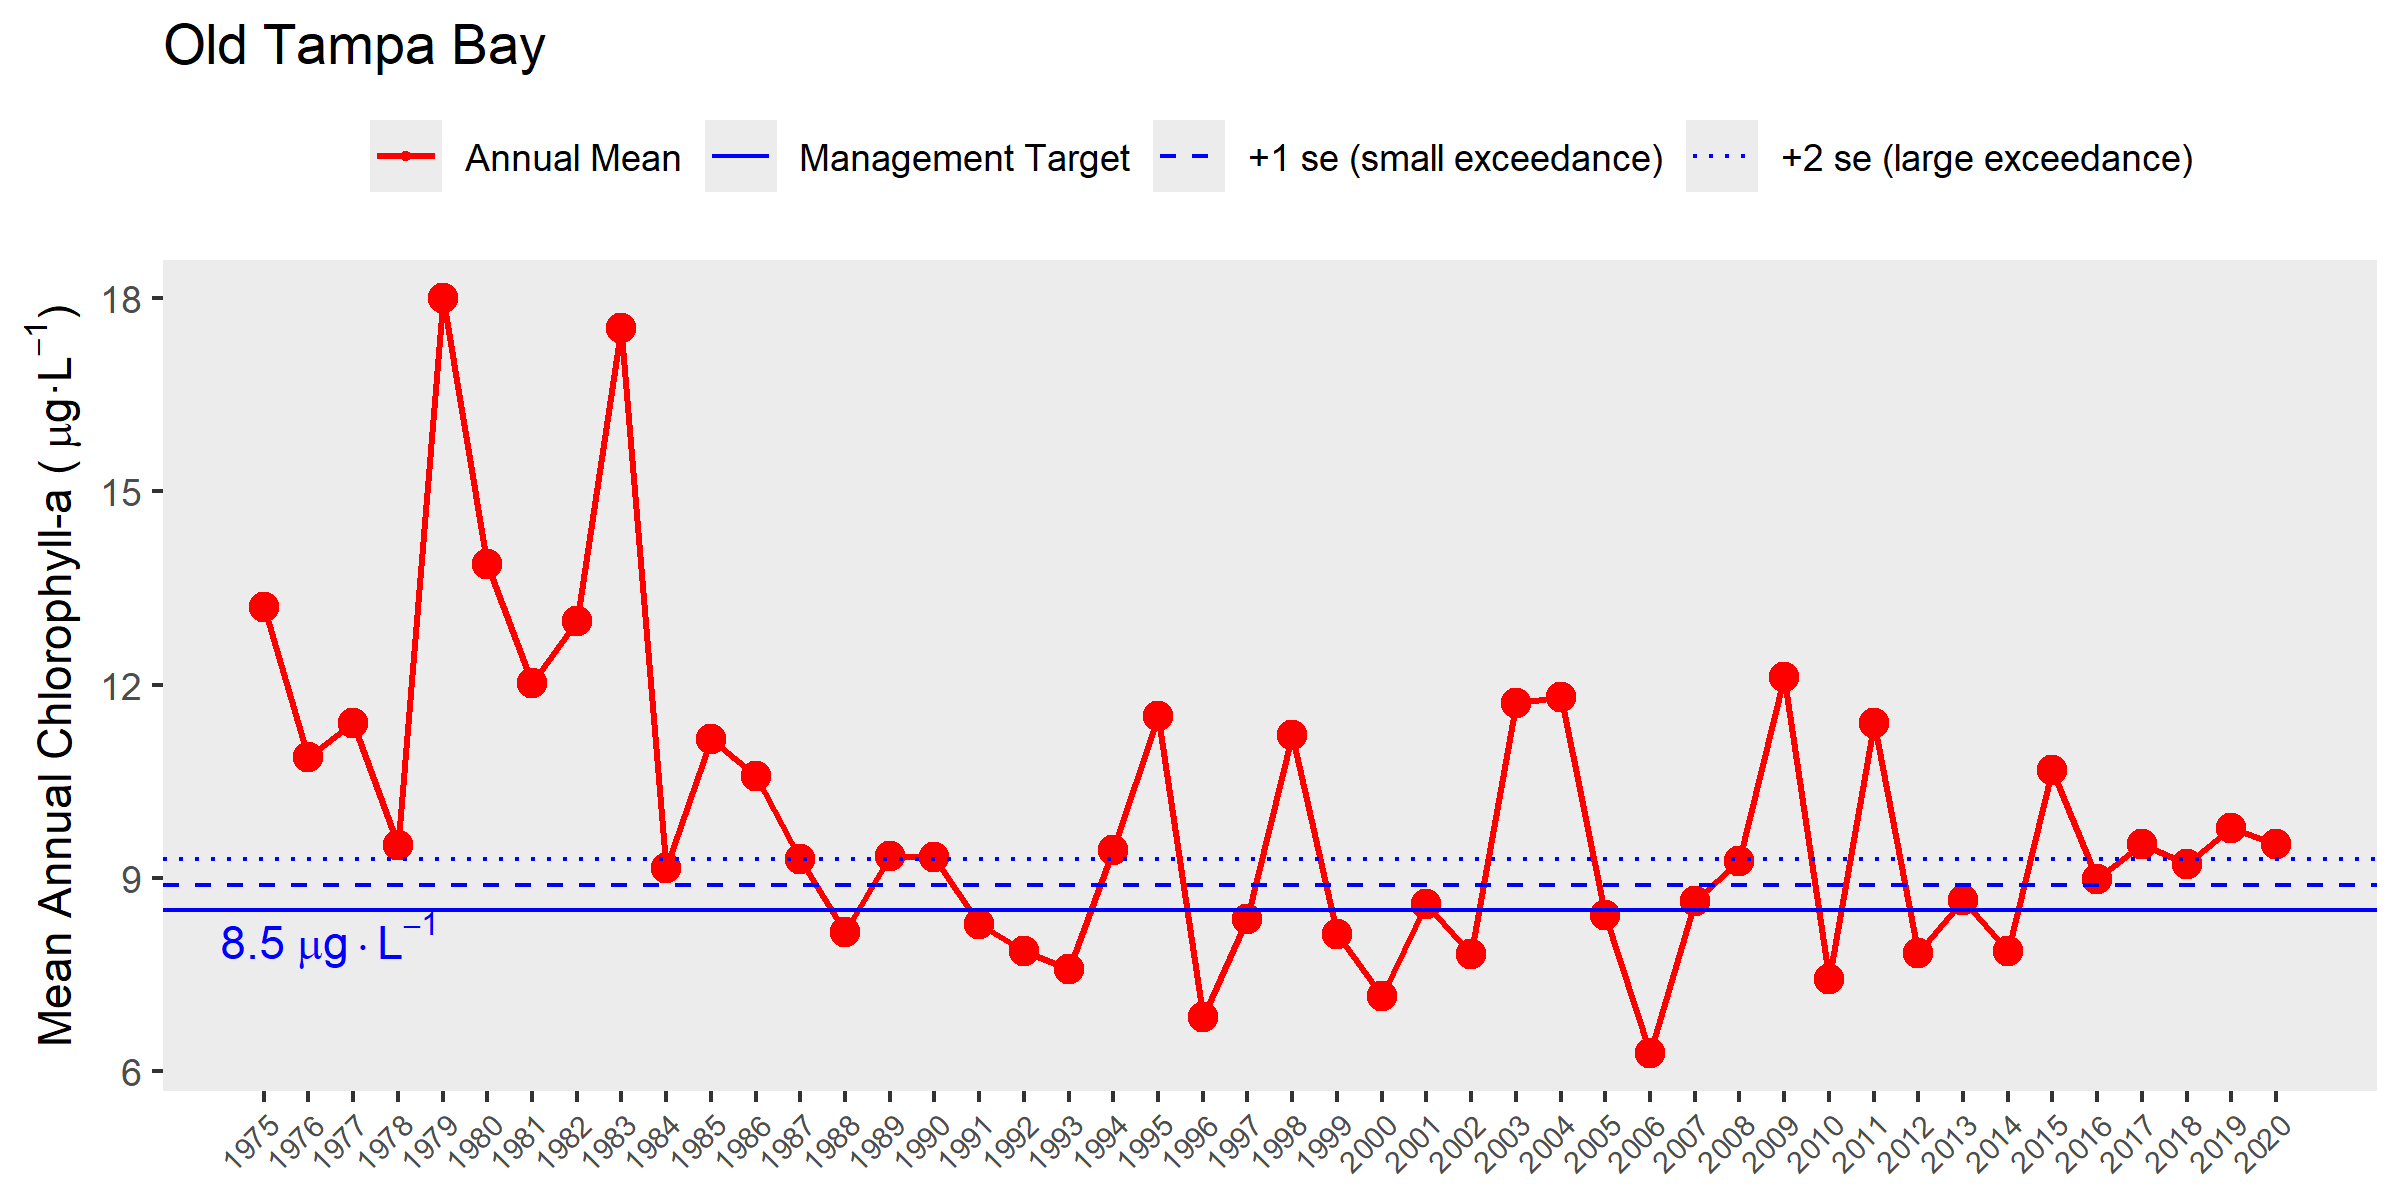 Old Tampa Bay
Annual Mean Management Target +1 se (small exceedance) +2 se (large exceedance)
Mean Annual Chlorophyll-a ( µg·L⁻¹)
18
15
12
9
6
8.5 µg·L⁻¹
1975 1976 1977 1978 1979 1980 1981 1982 1983 1984 1985 1986 1987 1988 1989 1990 1991 1992 1993 1994 1995 1996 1997 1998 1999 2000 2001 2002 2003 2004 2005 2006 2007 2008 2009 2010 2011 2012 2013 2014 2015 2016 2017 2018 2019 2020